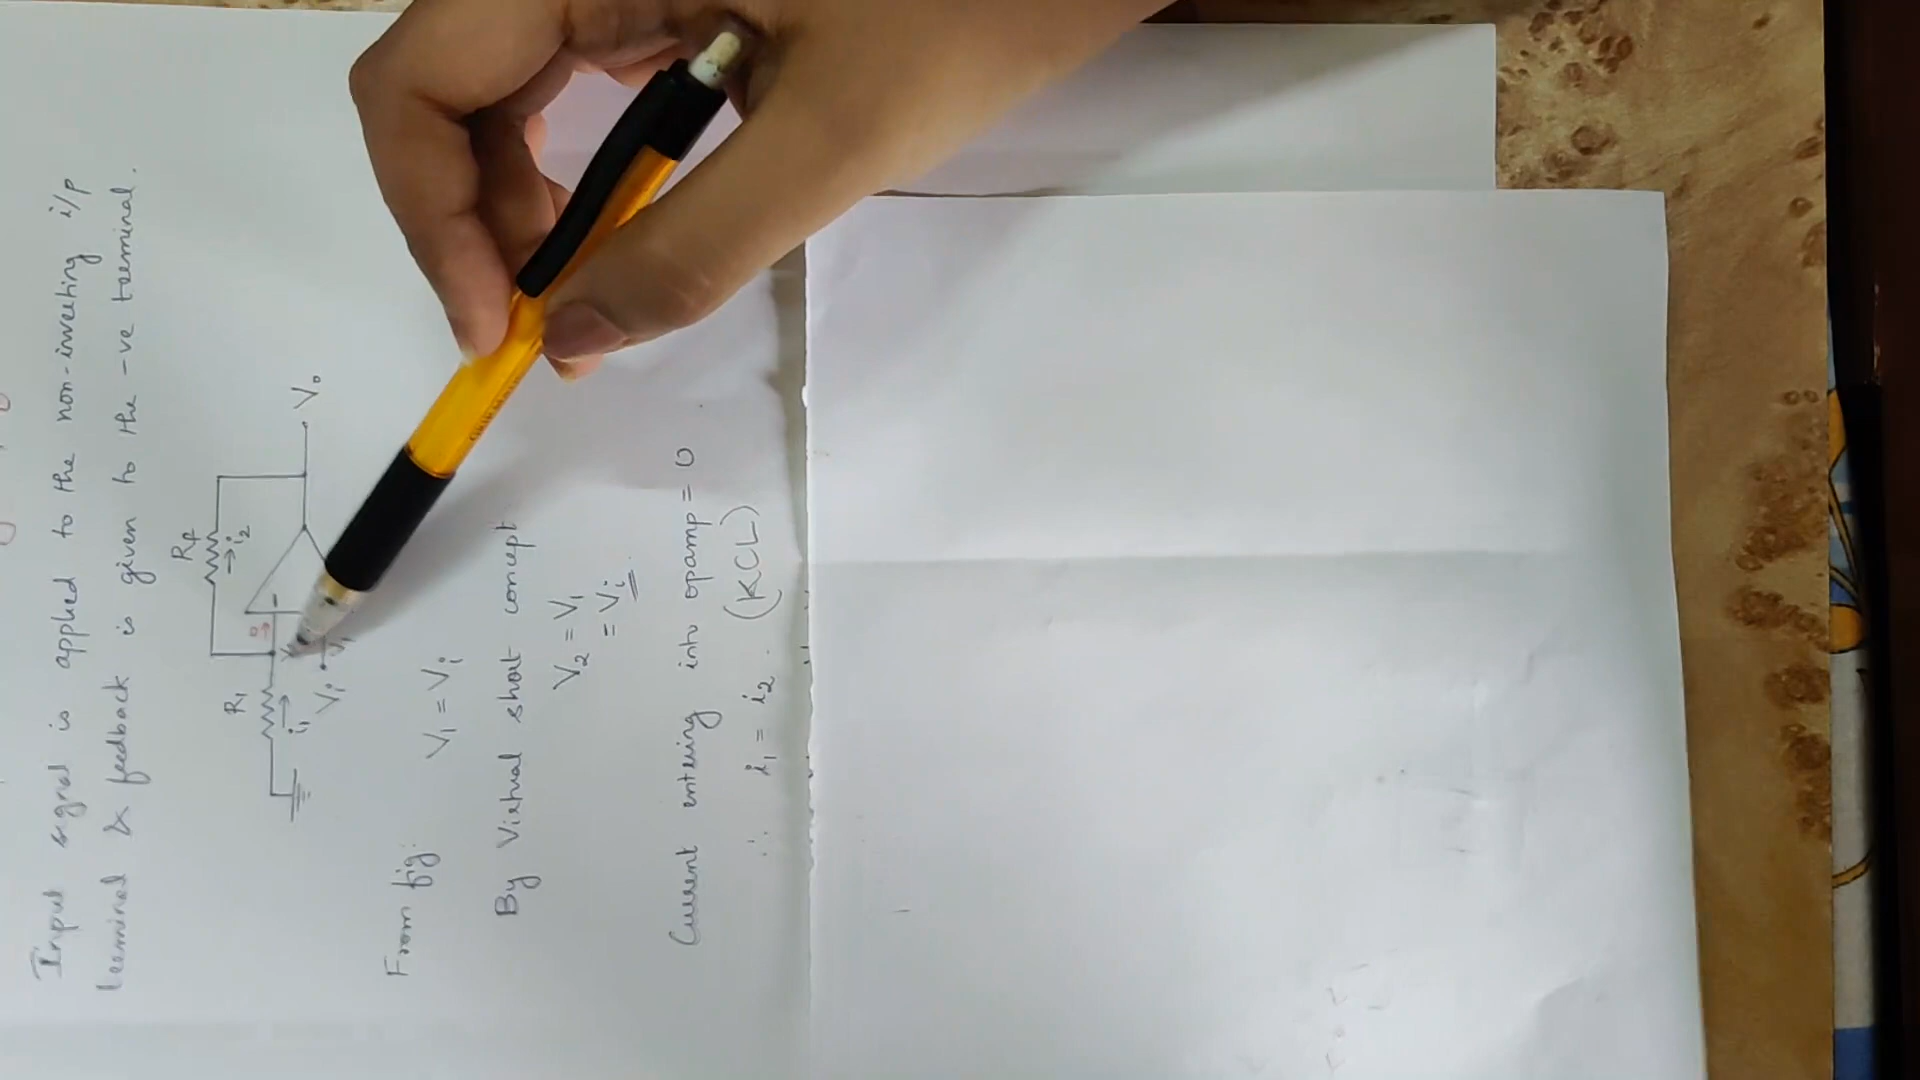 Input signal is applied to the non-inverting i/p
terminal & feedback is given to the -ve terminal.
Rf
i2
R1
i1
0
-
Vi
Vo
From fig:
V1 = Vi
By Virtual short concept
V2 = V1
= Vi
Current entering into opamp = 0
∴ i1 = i2. (KCL)